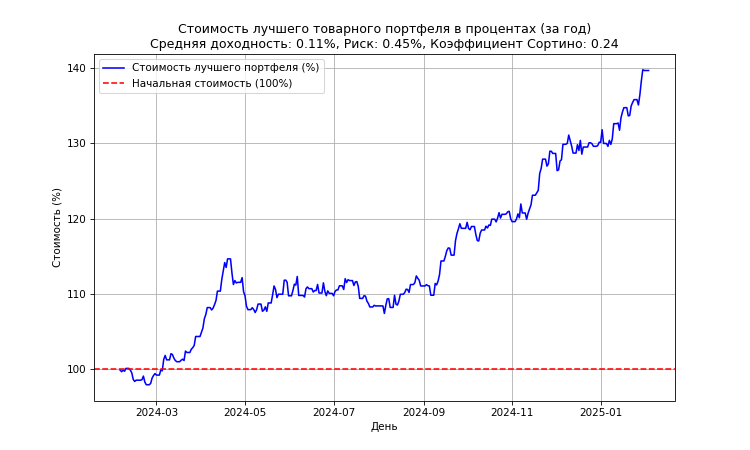 Стоимость лучшего товарного портфеля в процентах (за год)
Средняя доходность: 0.11%, Риск: 0.45%, Коэффициент Сортино: 0.24
Стоимость лучшего портфеля (%)
Начальная стоимость (100%)
Стоимость (%)
140
130
120
110
100
2024-03
2024-05
2024-07
2024-09
2024-11
2025-01
День